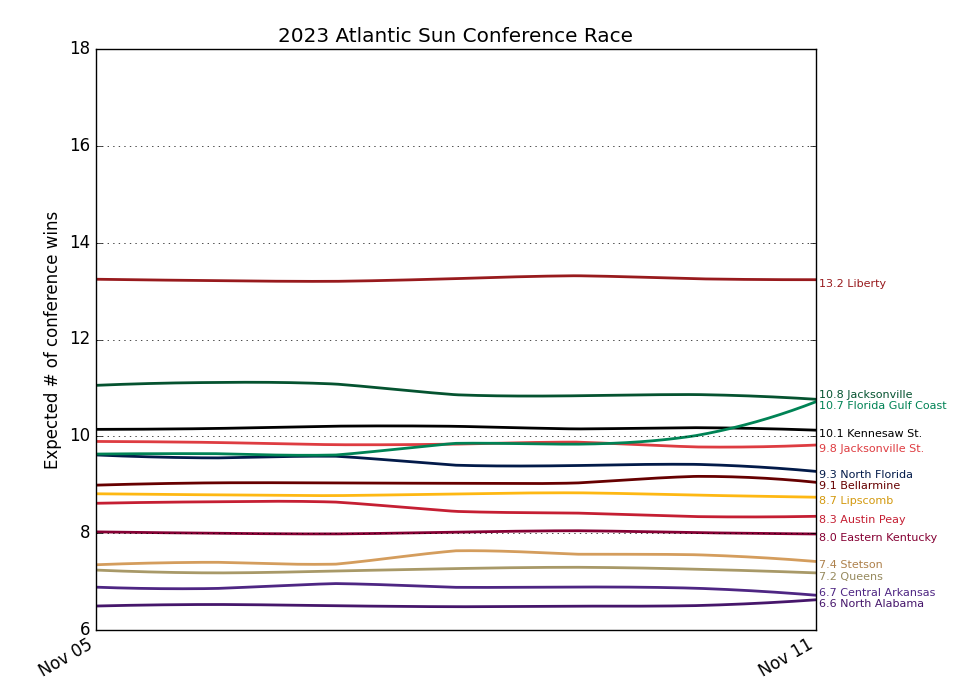 2023 Atlantic Sun Conference Race
Expected # of conference wins
18
16
14
12
10
8
6
13.2 Liberty
10.8 Jacksonville
10.7 Florida Gulf Coast
10.1 Kennesaw St.
9.8 Jacksonville St.
9.3 North Florida
9.1 Bellarmine
8.7 Lipscomb
8.3 Austin Peay
8.0 Eastern Kentucky
7.4 Stetson
7.2 Queens
6.7 Central Arkansas
6.6 North Alabama
Nov 05
Nov 11